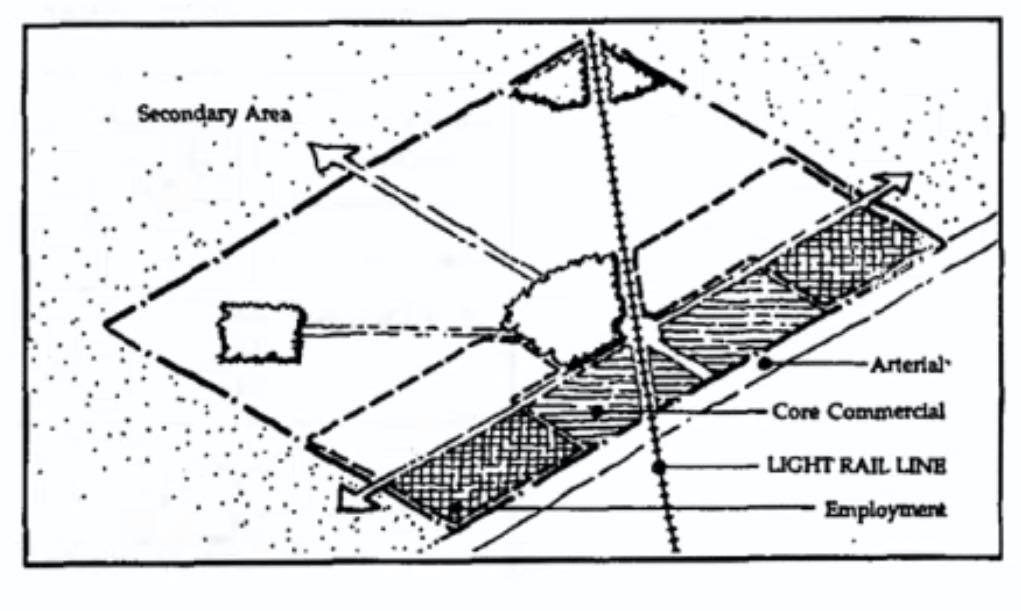 Secondary Area
Arterial
Core Commercial
LIGHT RAIL LINE
Employment